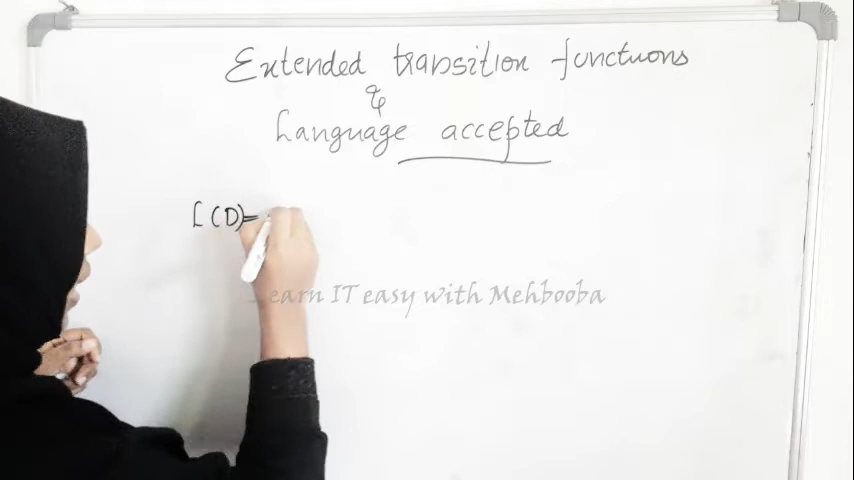 Extended transition functions
&
Language accepted
L(D)=
Learn IT easy with Mehbooba